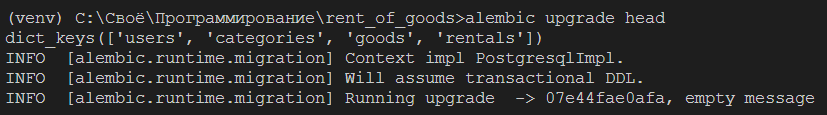 (venv) C:\Своё\Программирование\rent_of_goods>alembic upgrade head
dict_keys(['users', 'categories', 'goods', 'rentals'])
INFO  [alembic.runtime.migration] Context impl PostgresqlImpl.
INFO  [alembic.runtime.migration] Will assume transactional DDL.
INFO  [alembic.runtime.migration] Running upgrade  -> 07e44fae0afa, empty message